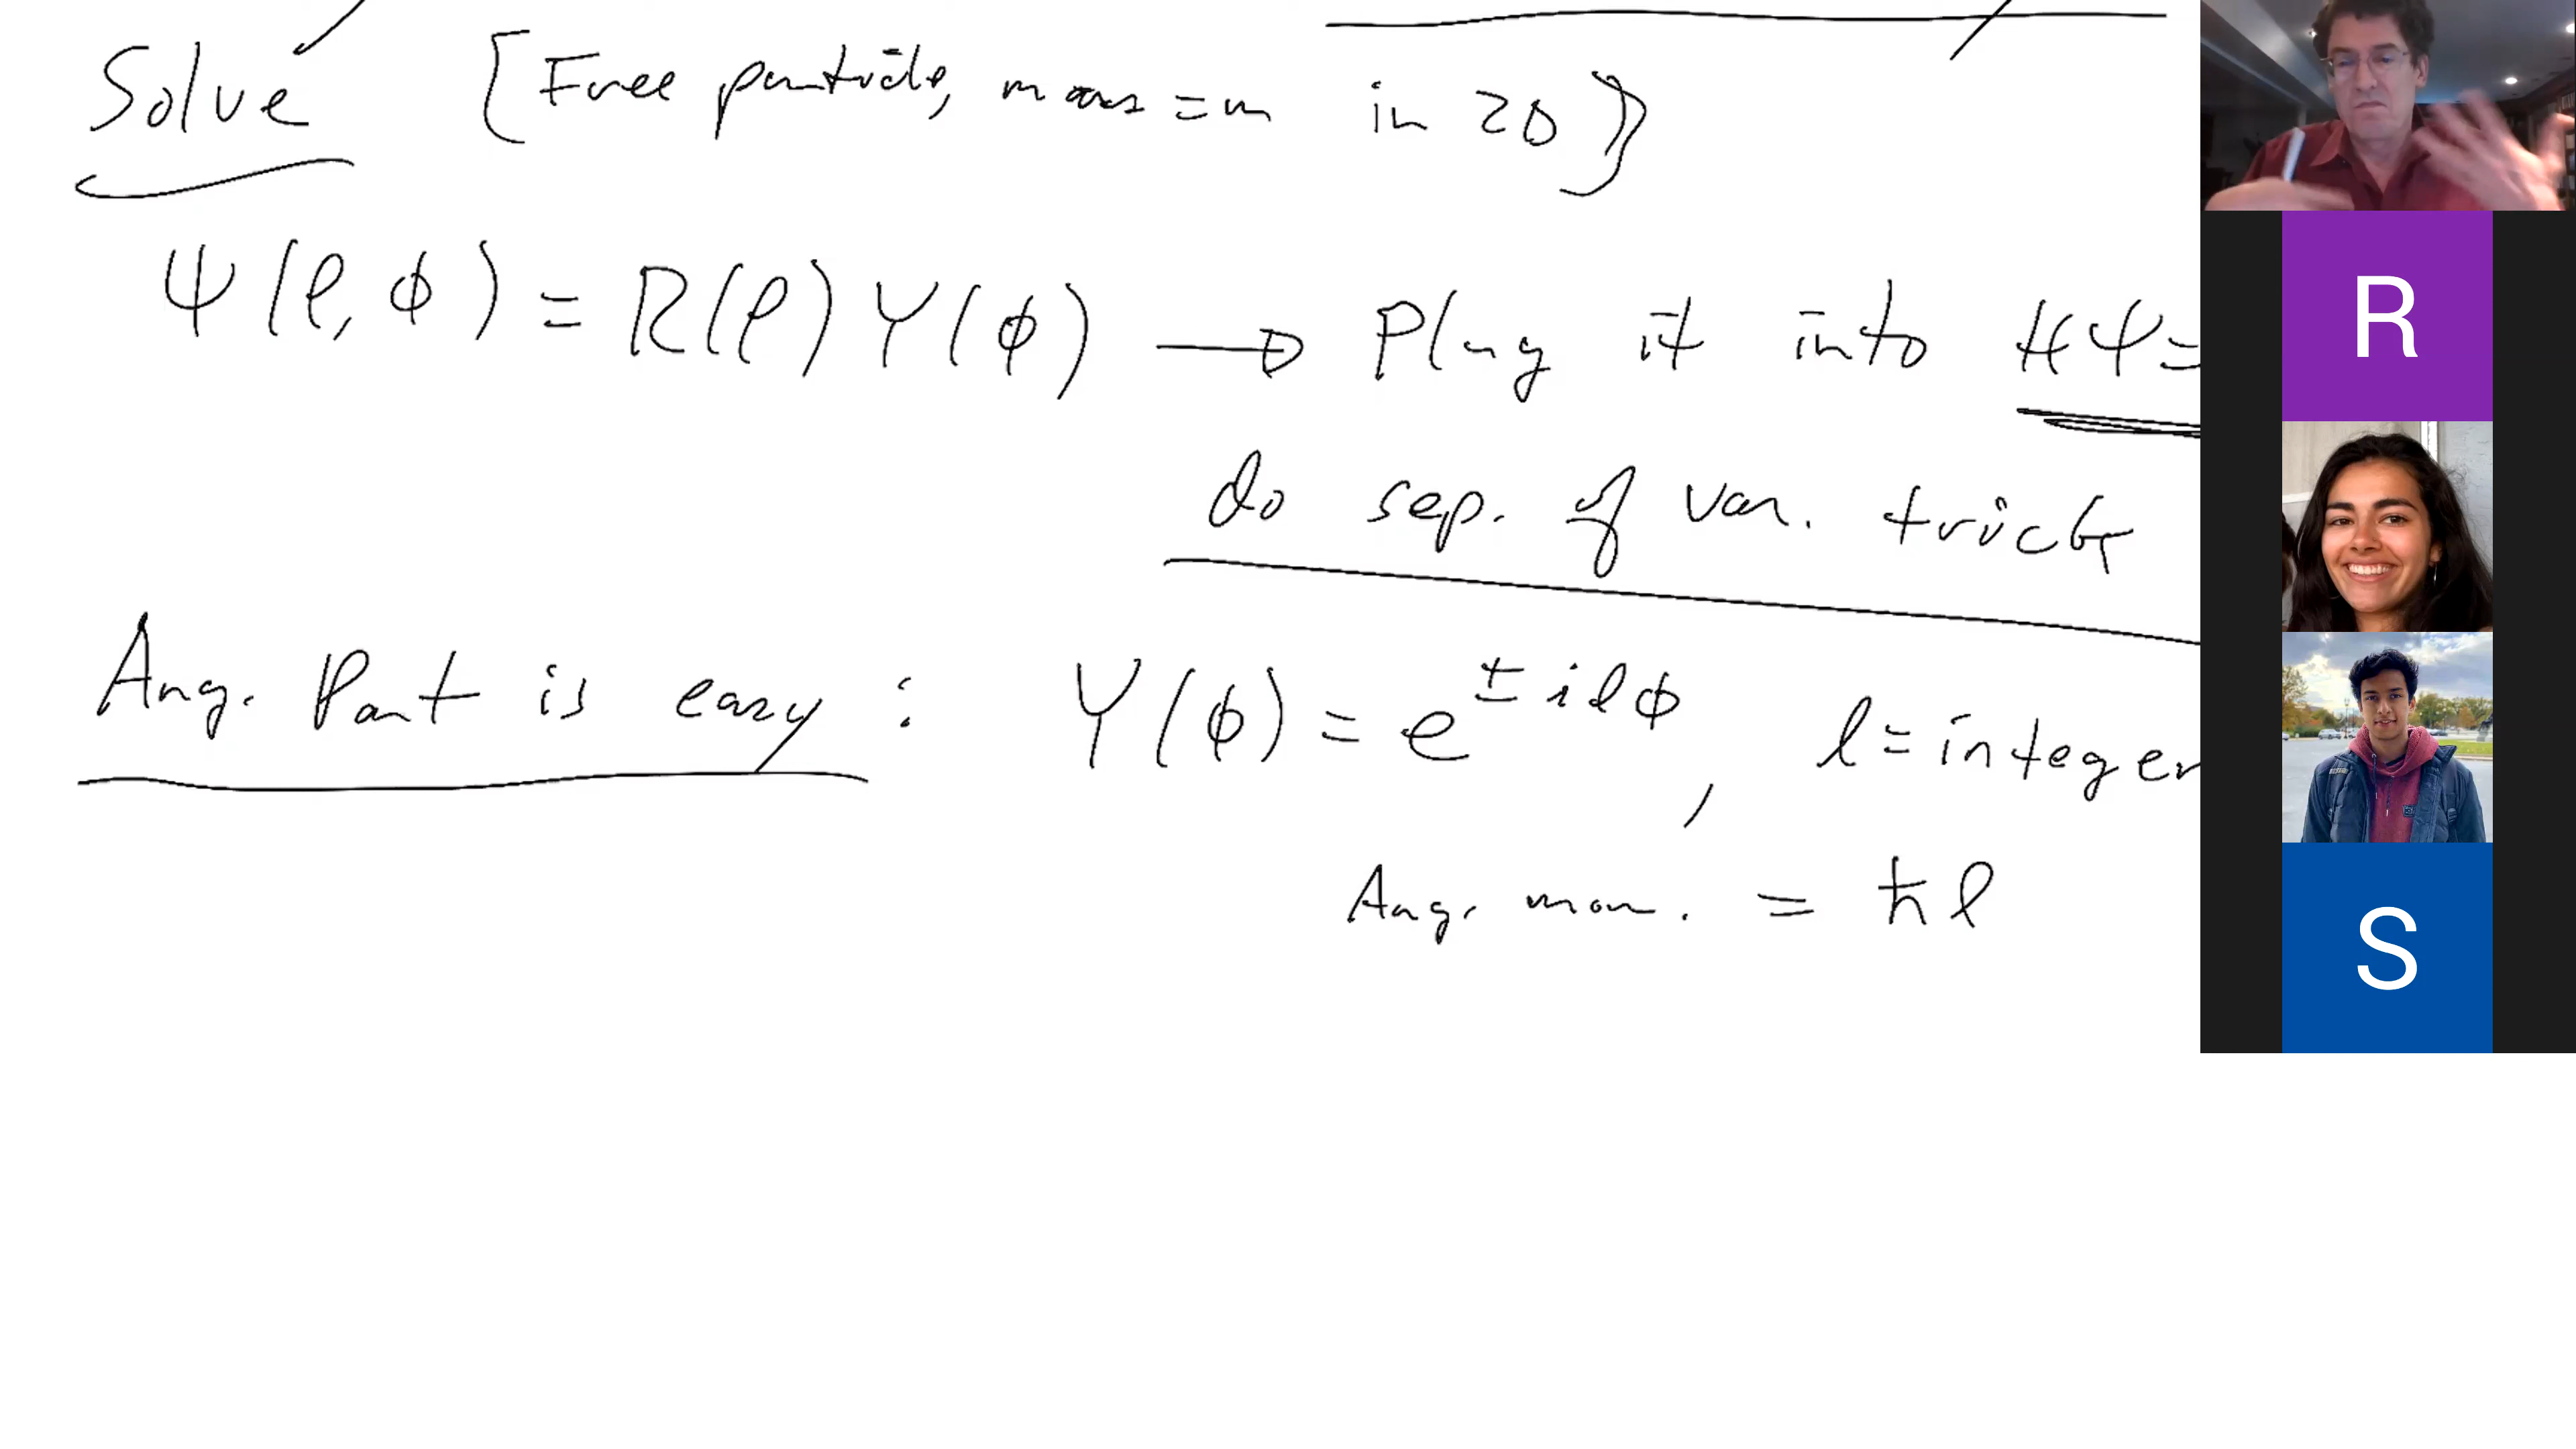 Solve [Free particle, mass = m in 2D]
Ψ(ρ, ϕ) = R(ρ) Y(ϕ) → Plug it into HΨ=
do sep. of var. trick
Ang. Part is easy : Y(ϕ) = e^{± ilϕ}, l = integer
Ang. mom. = ħl
R
S